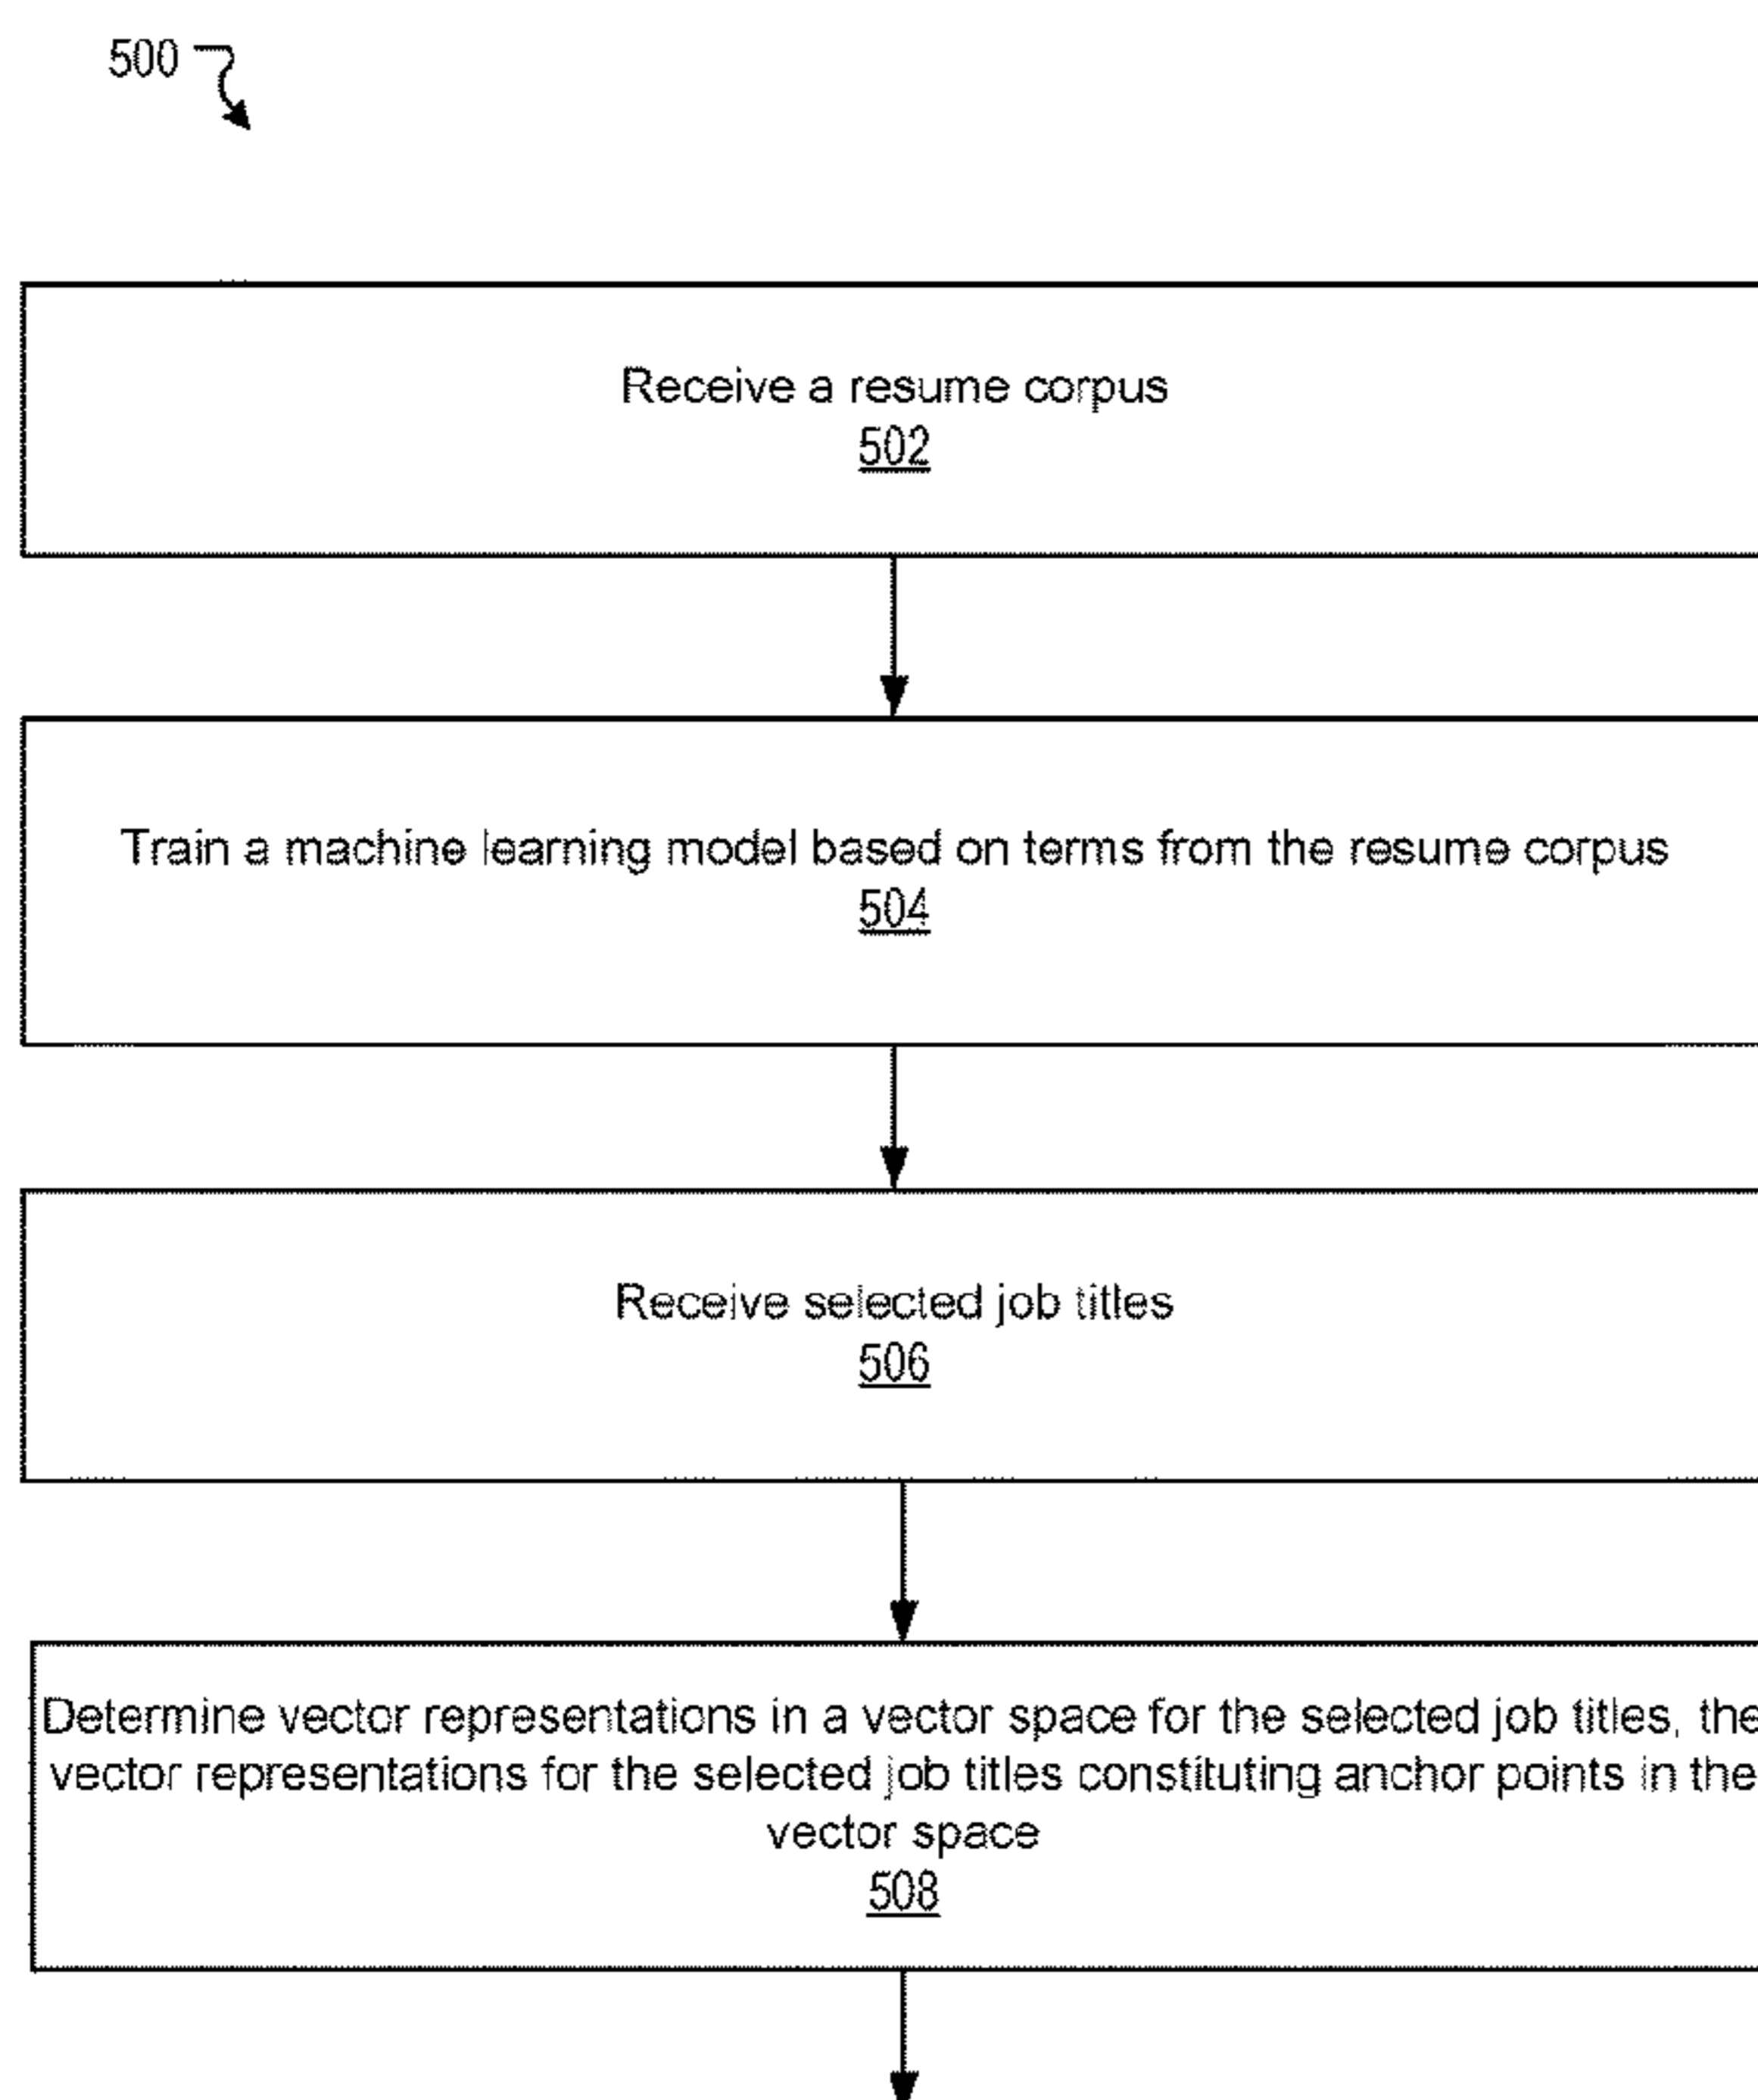 500
Receive a resume corpus
502
Train a machine learning model based on terms from the resume corpus
504
Receive selected job titles
506
Determine vector representations in a vector space for the selected job titles, the
vector representations for the selected job titles constituting anchor points in the
vector space
508